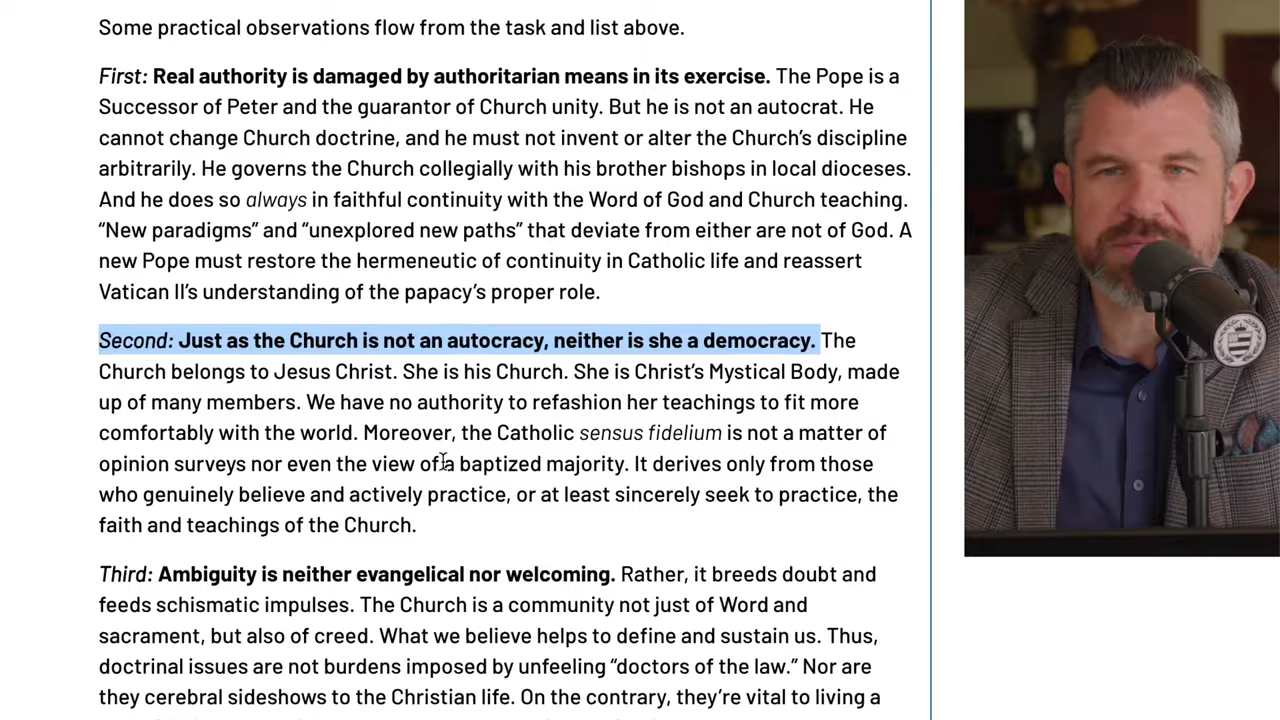 Some practical observations flow from the task and list above.
First: Real authority is damaged by authoritarian means in its exercise. The Pope is a
Successor of Peter and the guarantor of Church unity. But he is not an autocrat. He
cannot change Church doctrine, and he must not invent or alter the Church’s discipline
arbitrarily. He governs the Church collegially with his brother bishops in local dioceses.
And he does so always in faithful continuity with the Word of God and Church teaching.
“New paradigms” and “unexplored new paths” that deviate from either are not of God. A
new Pope must restore the hermeneutic of continuity in Catholic life and reassert
Vatican II’s understanding of the papacy’s proper role.
Second: Just as the Church is not an autocracy, neither is she a democracy. The
Church belongs to Jesus Christ. She is his Church. She is Christ’s Mystical Body, made
up of many members. We have no authority to refashion her teachings to fit more
comfortably with the world. Moreover, the Catholic sensus fidelium is not a matter of
opinion surveys nor even the view of a baptized majority. It derives only from those
who genuinely believe and actively practice, or at least sincerely seek to practice, the
faith and teachings of the Church.
Third: Ambiguity is neither evangelical nor welcoming. Rather, it breeds doubt and
feeds schismatic impulses. The Church is a community not just of Word and
sacrament, but also of creed. What we believe helps to define and sustain us. Thus,
doctrinal issues are not burdens imposed by unfeeling “doctors of the law.” Nor are
they cerebral sideshows to the Christian life. On the contrary, they’re vital to living a